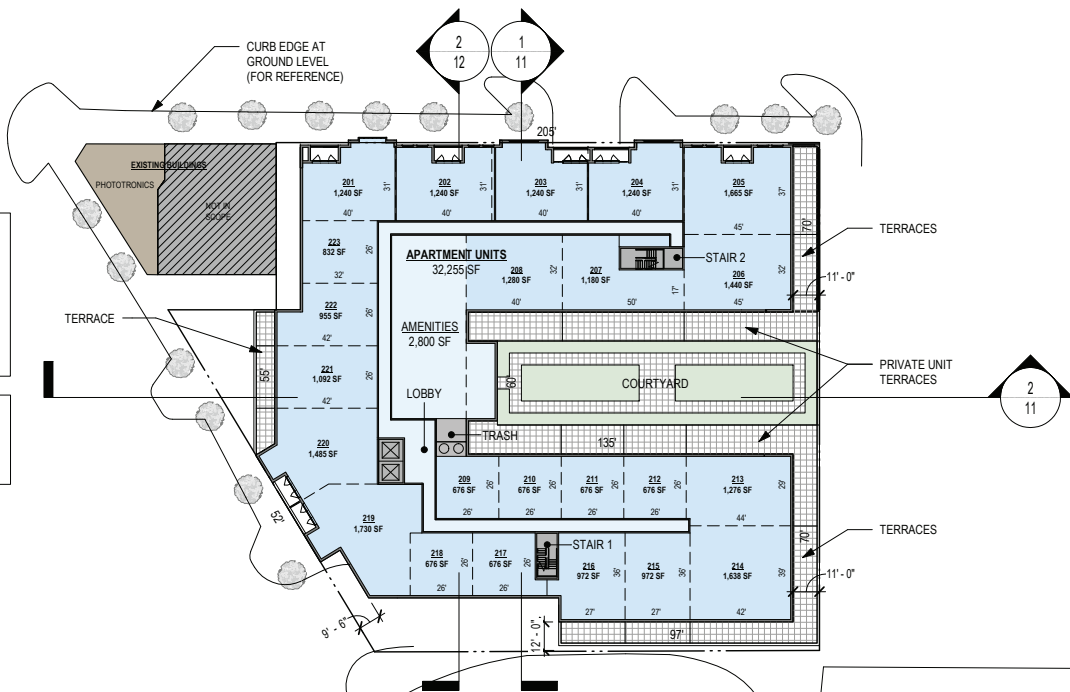 CURB EDGE AT
GROUND LEVEL
(FOR REFERENCE)
2
12
1
11
205'
EXISTING BUILDINGS
PHOTOTRONICS
NOT IN
SCOPE
201
1,240 SF
31'
40'
202
1,240 SF
31'
40'
203
1,240 SF
31'
40'
204
1,240 SF
31'
40'
205
1,665 SF
37'
45'
70'
TERRACES
11' - 0"
223
832 SF
26'
32'
APARTMENT UNITS
32,255 SF
208
1,280 SF
32'
40'
207
1,180 SF
17'
50'
STAIR 2
206
1,440 SF
32'
45'
222
955 SF
26'
42'
TERRACE
AMENITIES
2,800 SF
55'
221
1,092 SF
26'
42'
LOBBY
60'
COURTYARD
PRIVATE UNIT
TERRACES
2
11
TRASH
135'
220
1,485 SF
209
676 SF
26'
26'
210
676 SF
26'
26'
211
676 SF
26'
26'
212
676 SF
26'
26'
213
1,276 SF
29'
44'
52'
219
1,730 SF
TERRACES
70'
11' - 0"
218
676 SF
26'
26'
217
676 SF
26'
26'
STAIR 1
216
972 SF
36'
27'
215
972 SF
36'
27'
214
1,638 SF
39'
42'
9' - 6"
12' - 0"
97'